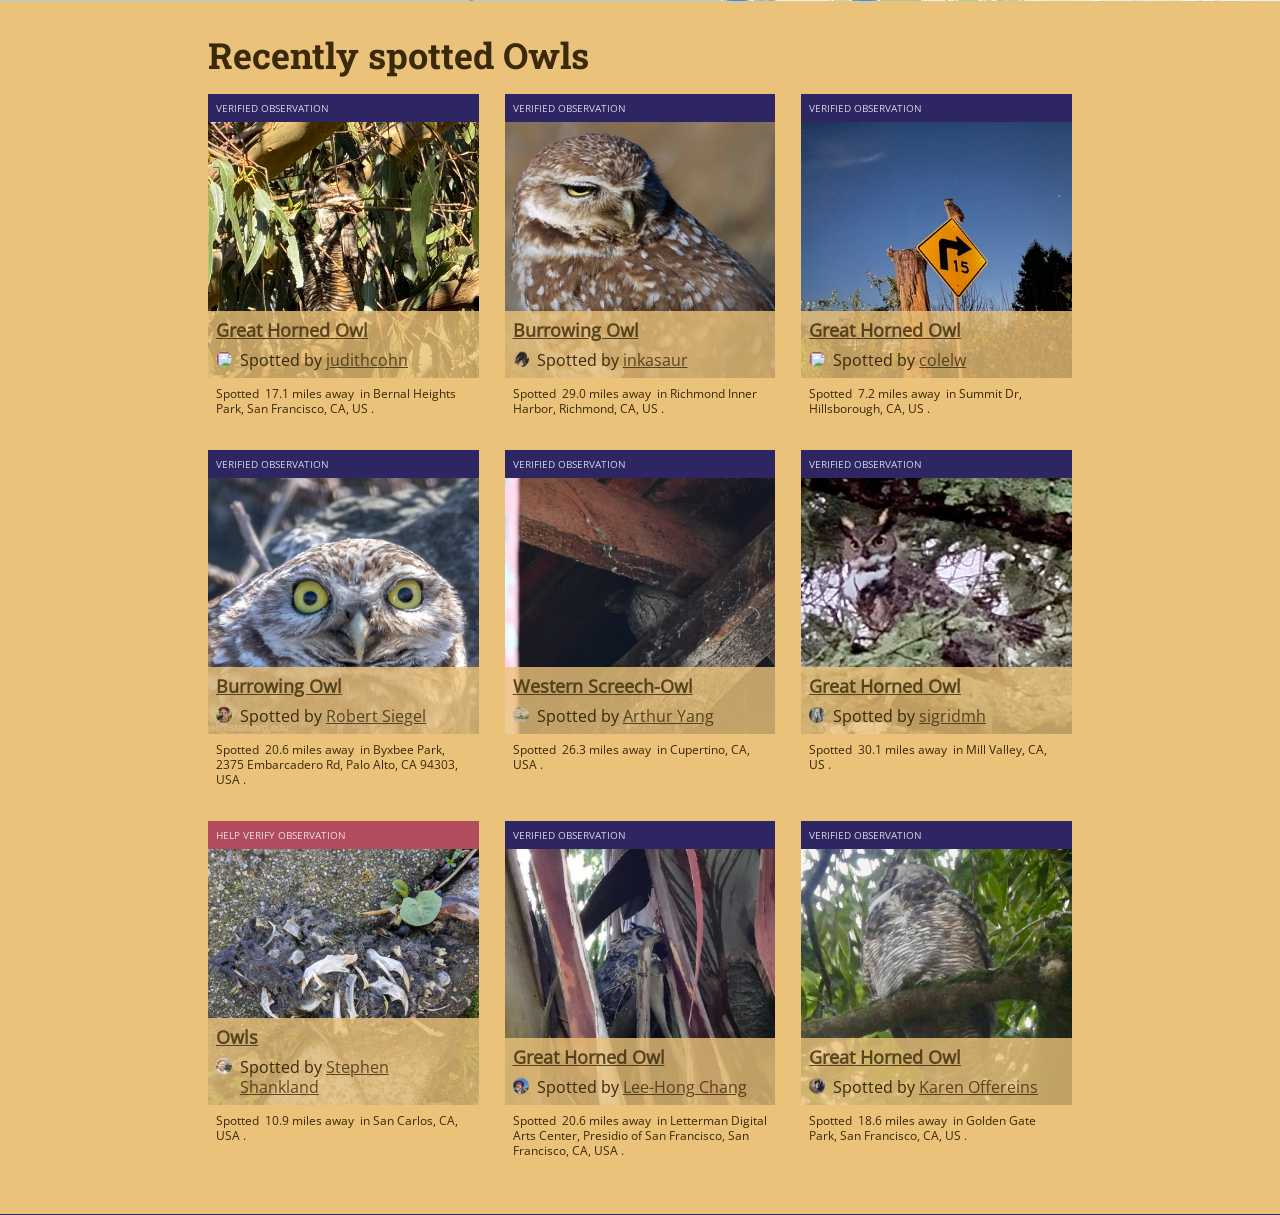 Recently spotted Owls
VERIFIED OBSERVATION
Great Horned Owl
Spotted by judithcohn
Spotted 17.1 miles away in Bernal Heights
Park, San Francisco, CA, US .
VERIFIED OBSERVATION
Burrowing Owl
Spotted by inkasaur
Spotted 29.0 miles away in Richmond Inner
Harbor, Richmond, CA, US .
VERIFIED OBSERVATION
15
Great Horned Owl
Spotted by colelw
Spotted 7.2 miles away in Summit Dr,
Hillsborough, CA, US .
VERIFIED OBSERVATION
Burrowing Owl
Spotted by Robert Siegel
Spotted 20.6 miles away in Byxbee Park,
2375 Embarcadero Rd, Palo Alto, CA 94303,
USA .
VERIFIED OBSERVATION
Western Screech-Owl
Spotted by Arthur Yang
Spotted 26.3 miles away in Cupertino, CA,
USA .
VERIFIED OBSERVATION
Great Horned Owl
Spotted by sigridmh
Spotted 30.1 miles away in Mill Valley, CA,
US .
HELP VERIFY OBSERVATION
Owls
Spotted by Stephen
Shankland
Spotted 10.9 miles away in San Carlos, CA,
USA .
VERIFIED OBSERVATION
Great Horned Owl
Spotted by Lee-Hong Chang
Spotted 20.6 miles away in Letterman Digital
Arts Center, Presidio of San Francisco, San
Francisco, CA, USA .
VERIFIED OBSERVATION
Great Horned Owl
Spotted by Karen Offereins
Spotted 18.6 miles away in Golden Gate
Park, San Francisco, CA, US .